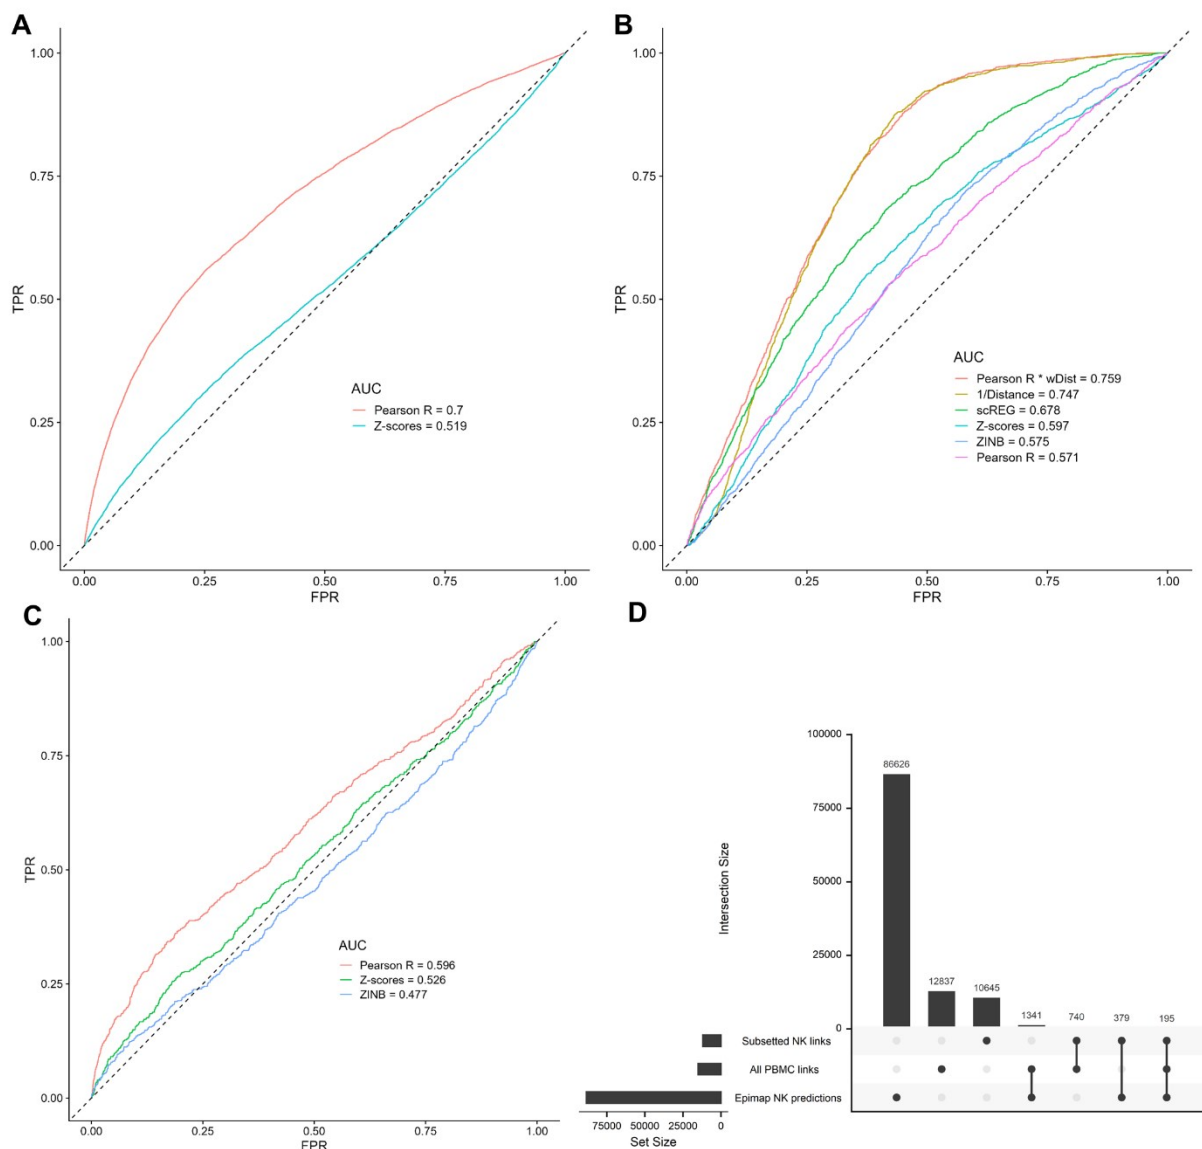 A
1.00
0.75
0.50
0.25
0.00
TPR
0.00
0.25
0.50
0.75
1.00
FPR
AUC
Pearson R = 0.7
Z-scores = 0.519
B
1.00
0.75
0.50
0.25
0.00
TPR
0.00
0.25
0.50
0.75
1.00
FPR
AUC
Pearson R * wDist = 0.759
1/Distance = 0.747
scREG = 0.678
Z-scores = 0.597
ZINB = 0.575
Pearson R = 0.571
C
1.00
0.75
0.50
0.25
0.00
TPR
0.00
0.25
0.50
0.75
1.00
FPR
AUC
Pearson R = 0.596
Z-scores = 0.526
ZINB = 0.477
D
100000
75000
50000
25000
0
Intersection Size
86626
12837
10645
1341
740
379
195
Subsetted NK links
All PBMC links
Epimap NK predictions
75000
50000
25000
0
Set Size